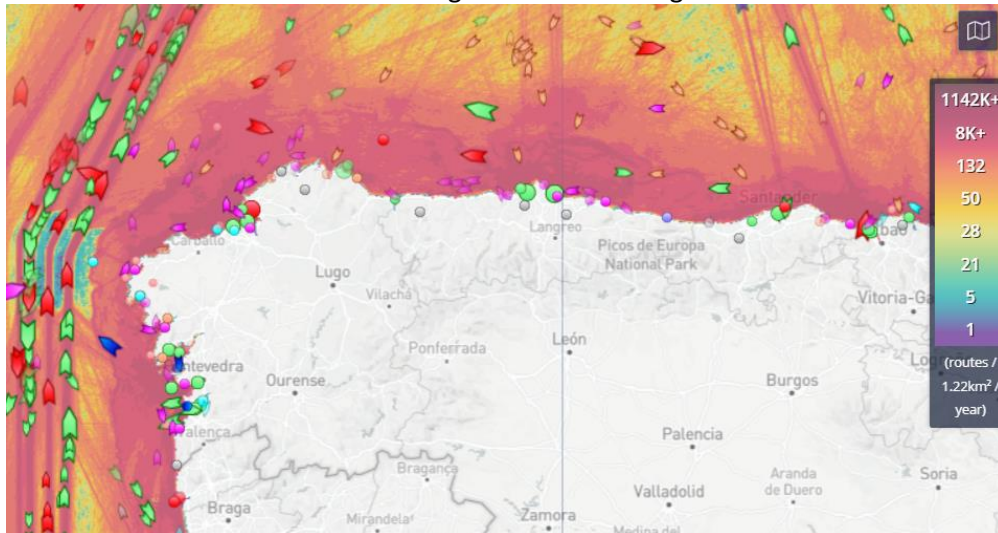 1142K+
8K+
132
50
28
21
5
1
(routes /
1.22km² /
year)
Santander
Carballo
Langreo
Picos de Europa
National Park
Lugo
Vilachá
Vitoria-Ga
Ponferrada
León
ntevedra
Ourense
Burgos
Valença
Palencia
Bragança
Aranda
de Duero
Soria
Valladolid
Braga
Mirandela
Zamora
Medina del